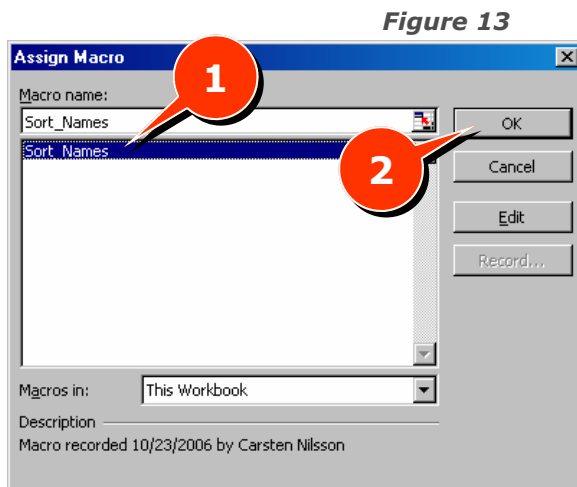 Figure 13
Assign Macro
1
Macro name:
Sort_Names
OK
Sort_Names
2
Cancel
Edit
Record...
Macros in:
This Workbook
Description
Macro recorded 10/23/2006 by Carsten Nilsson